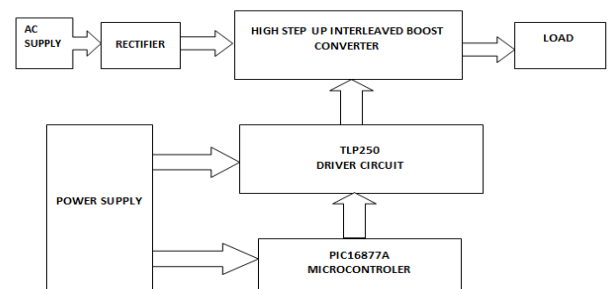 AC
SUPPLY
RECTIFIER
HIGH STEP UP INTERLEAVED BOOST
CONVERTER
LOAD
TLP250
DRIVER CIRCUIT
POWER SUPPLY
PIC16877A
MICROCONTROLER